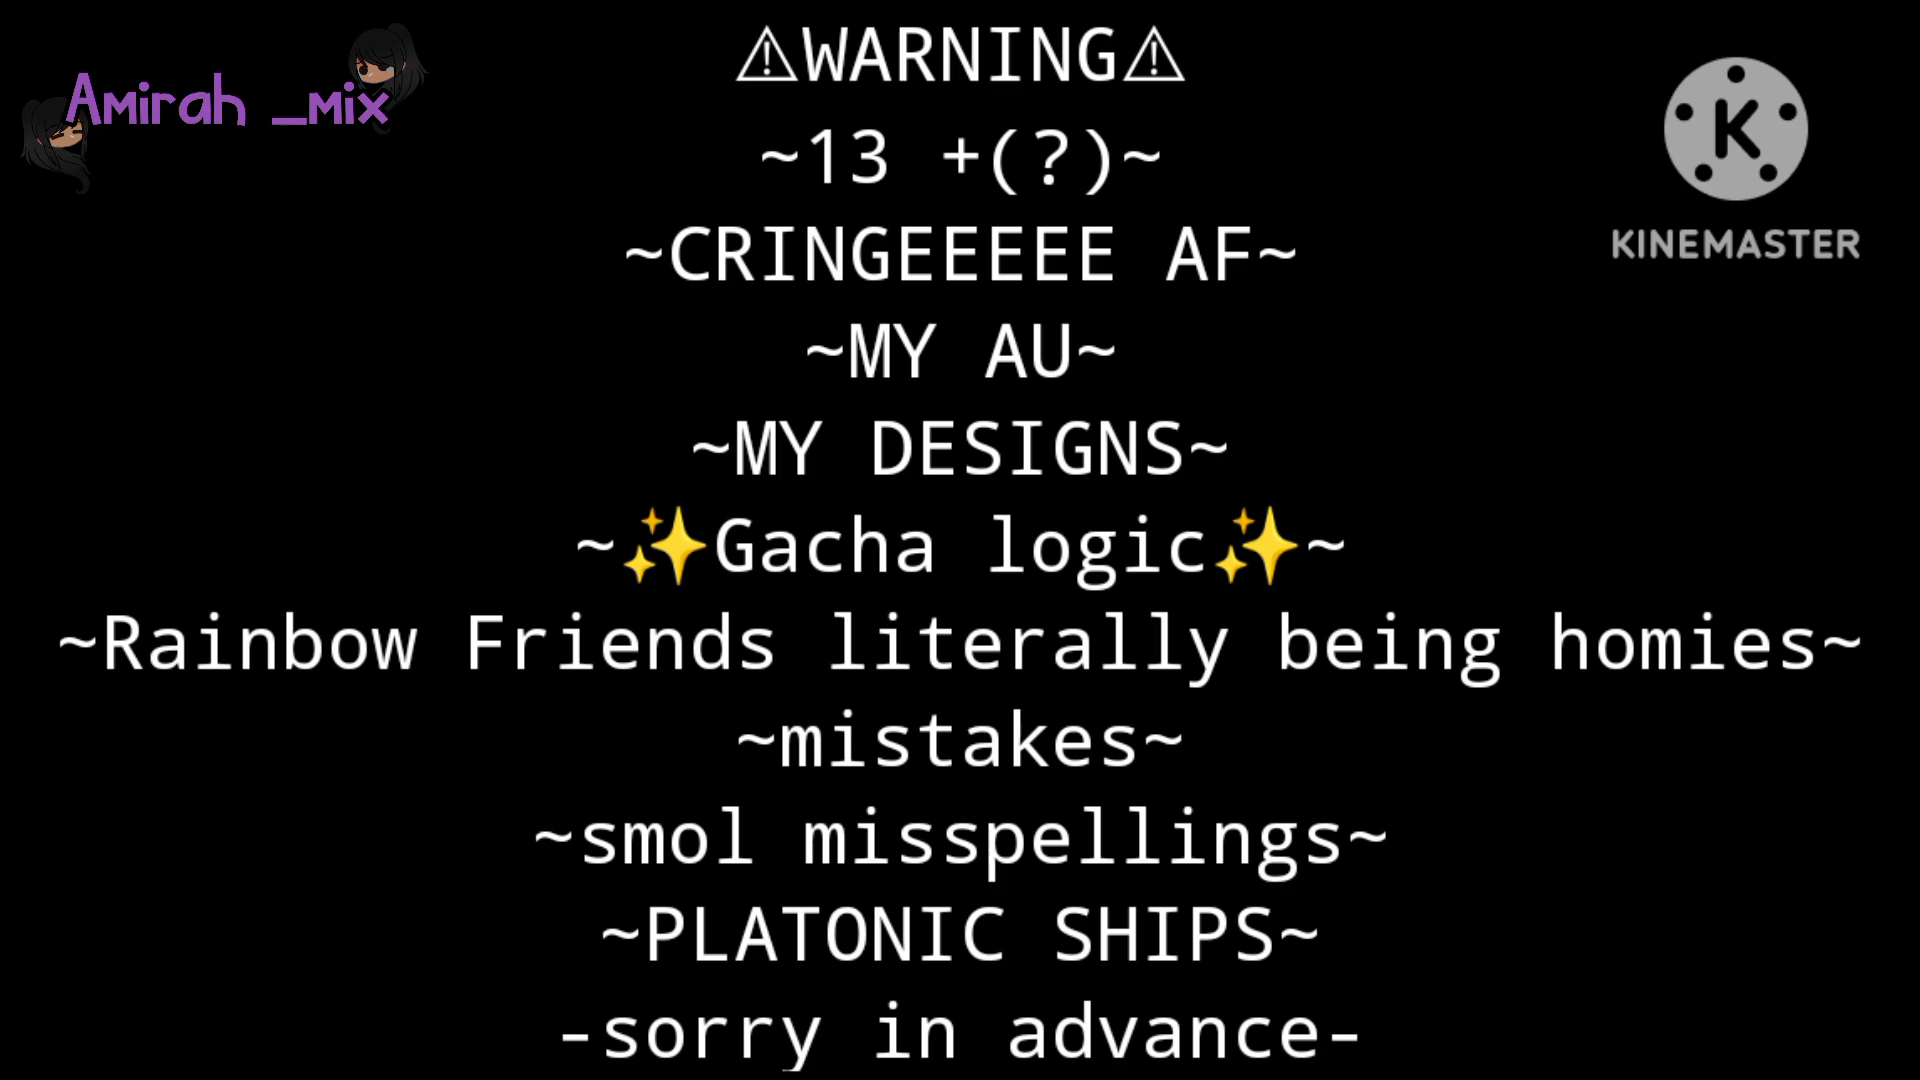 ⚠WARNING⚠
Amirah _mix
~13 +(?)~
K
KINEMASTER
~CRINGEEEEE AF~
~MY AU~
~MY DESIGNS~
~✨Gacha logic✨~
~Rainbow Friends literally being homies~
~mistakes~
~smol misspellings~
~PLATONIC SHIPS~
-sorry in advance-